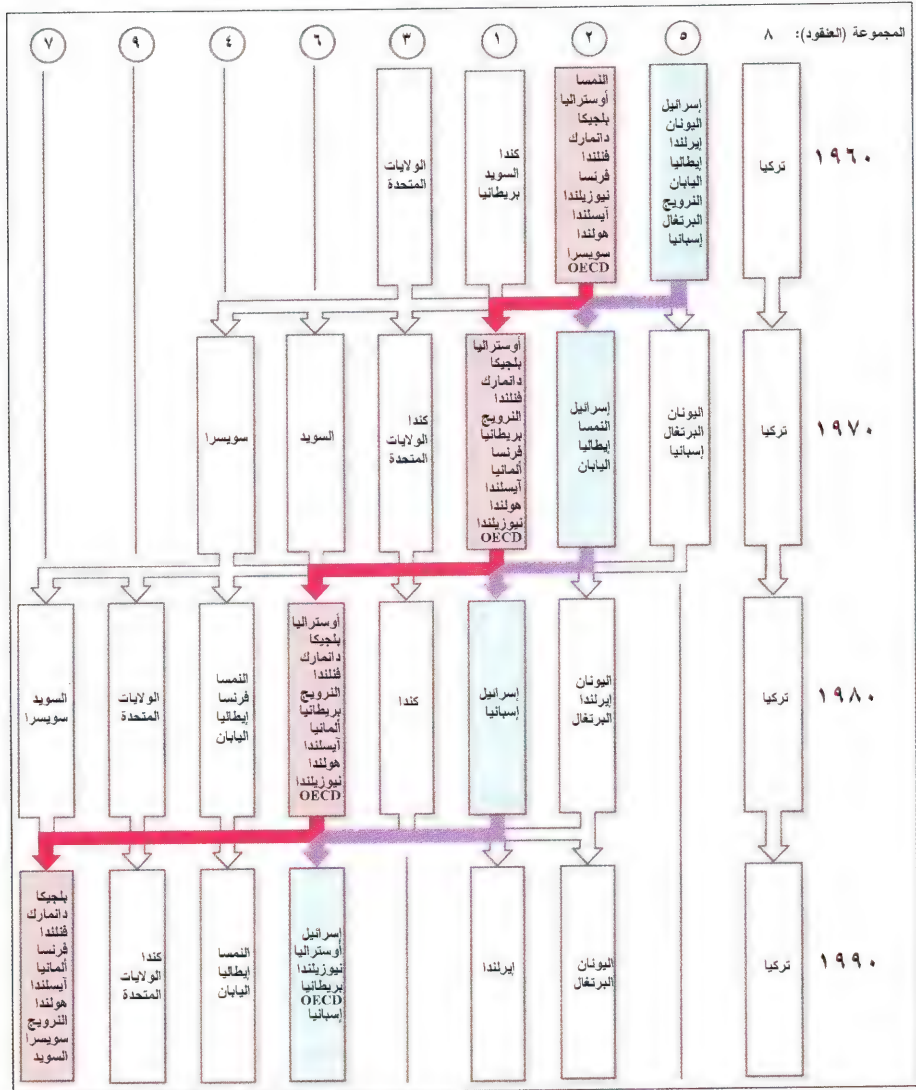 المجموعة (العنقود): ٨ ٥ ٢ ١ ٣ ٦ ٤ ٩ ٧
١٩٦٠
تركيا
إسرائيل
اليونان
إيرلندا
إيطاليا
اليابان
النرويج
البرتغال
إسبانيا
النمسا
أوستراليا
بلجيكا
دانمارك
فنلندا
فرنسا
نيوزيلندا
آيسلندا
هولندا
سويسرا
OECD
كندا
السويد
بريطانيا
الولايات
المتحدة
١٩٧٠
تركيا
اليونان
البرتغال
إسبانيا
إسرائيل
النمسا
إيطاليا
اليابان
أوستراليا
بلجيكا
دانمارك
فنلندا
النرويج
بريطانيا
فرنسا
ألمانيا
آيسلندا
هولندا
نيوزيلندا
OECD
كندا
الولايات
المتحدة
السويد
سويسرا
١٩٨٠
تركيا
اليونان
إيرلندا
البرتغال
إسرائيل
إسبانيا
كندا
أوستراليا
بلجيكا
دانمارك
فنلندا
النرويج
بريطانيا
ألمانيا
آيسلندا
هولندا
نيوزيلندا
OECD
النمسا
فرنسا
إيطاليا
اليابان
الولايات
المتحدة
السويد
سويسرا
١٩٩٠
تركيا
اليونان
البرتغال
إيرلندا
إسرائيل
أوستراليا
نيوزيلندا
بريطانيا
OECD
إسبانيا
النمسا
إيطاليا
اليابان
كندا
الولايات
المتحدة
بلجيكا
دانمارك
فنلندا
فرنسا
ألمانيا
آيسلندا
هولندا
النرويج
سويسرا
السويد